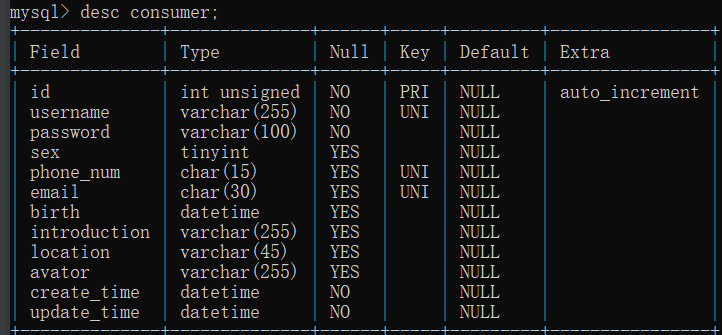 mysql> desc consumer;
+--------------+--------------+------+-----+---------+----------------+
| Field        | Type         | Null | Key | Default | Extra          |
+--------------+--------------+------+-----+---------+----------------+
| id           | int unsigned | NO   | PRI | NULL    | auto_increment |
| username     | varchar(255) | NO   | UNI | NULL    |                |
| password     | varchar(100) | NO   |     | NULL    |                |
| sex          | tinyint      | YES  |     | NULL    |                |
| phone_num    | char(15)     | YES  | UNI | NULL    |                |
| email        | char(30)     | YES  | UNI | NULL    |                |
| birth        | datetime     | YES  |     | NULL    |                |
| introduction | varchar(255) | YES  |     | NULL    |                |
| location     | varchar(45)  | YES  |     | NULL    |                |
| avator       | varchar(255) | YES  |     | NULL    |                |
| create_time  | datetime     | NO   |     | NULL    |                |
| update_time  | datetime     | NO   |     | NULL    |                |
+--------------+--------------+------+-----+---------+----------------+